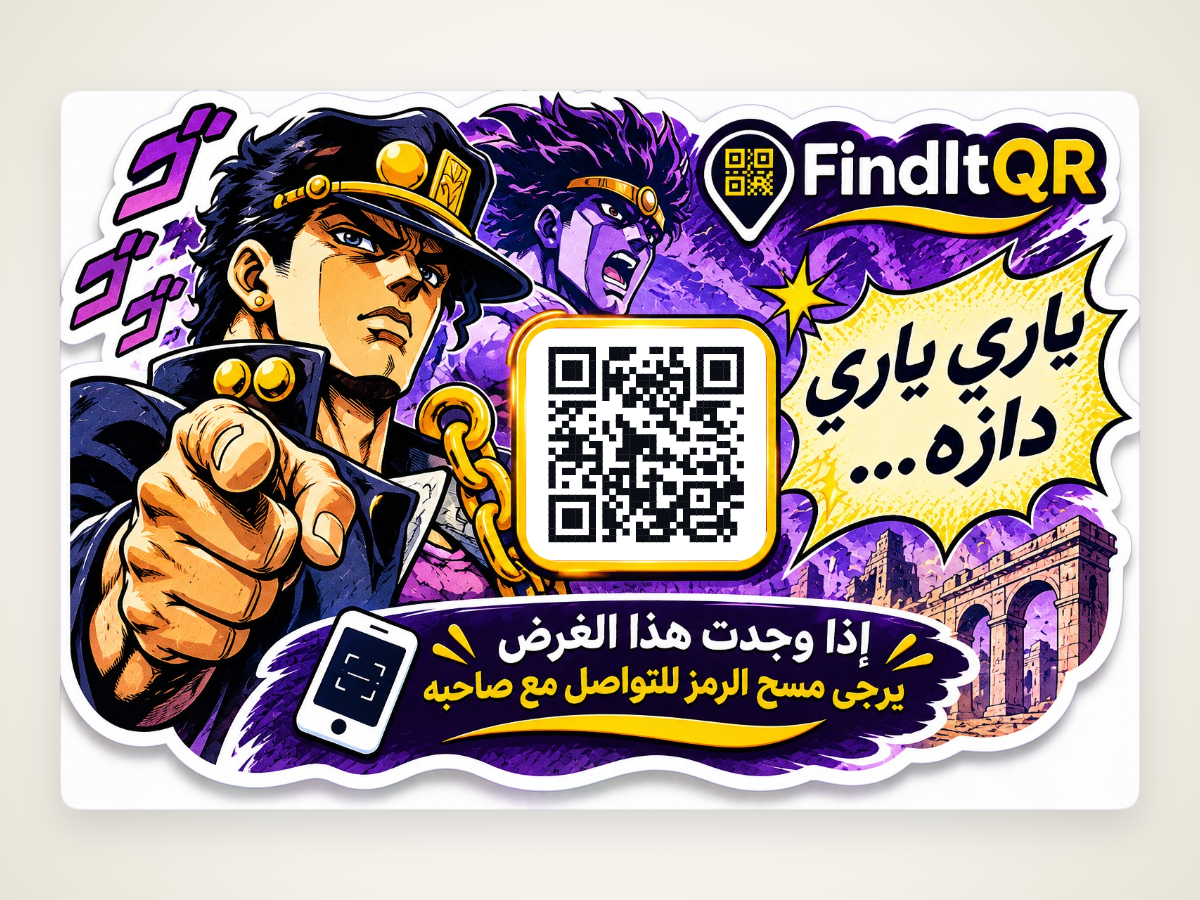 ゴ
ゴ
ゴ
FindItQR
ياري ياري
دازه...
إذا وجدت هذا الغرض
يرجى مسح الرمز للتواصل مع صاحبه